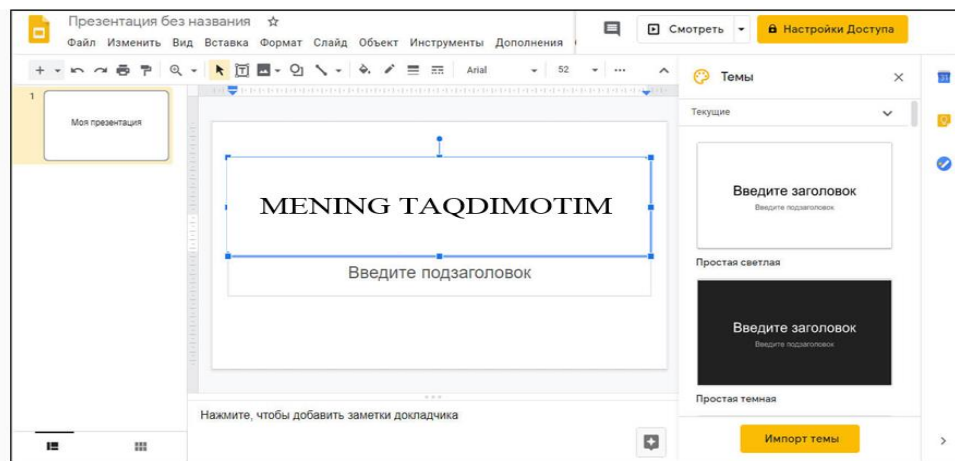 Презентация без названия
Файл Изменить Вид Вставка Формат Слайд Объект Инструменты Дополнения
Смотреть
Настройки Доступа
Arial
52
Темы
Текущие
1
Моя презентация
MENING TAQDIMOTIM
Введите подзаголовок
Введите заголовок
Введите подзаголовок
Простая светлая
Введите заголовок
Введите подзаголовок
Простая темная
Нажмите, чтобы добавить заметки докладчика
Импорт темы
31